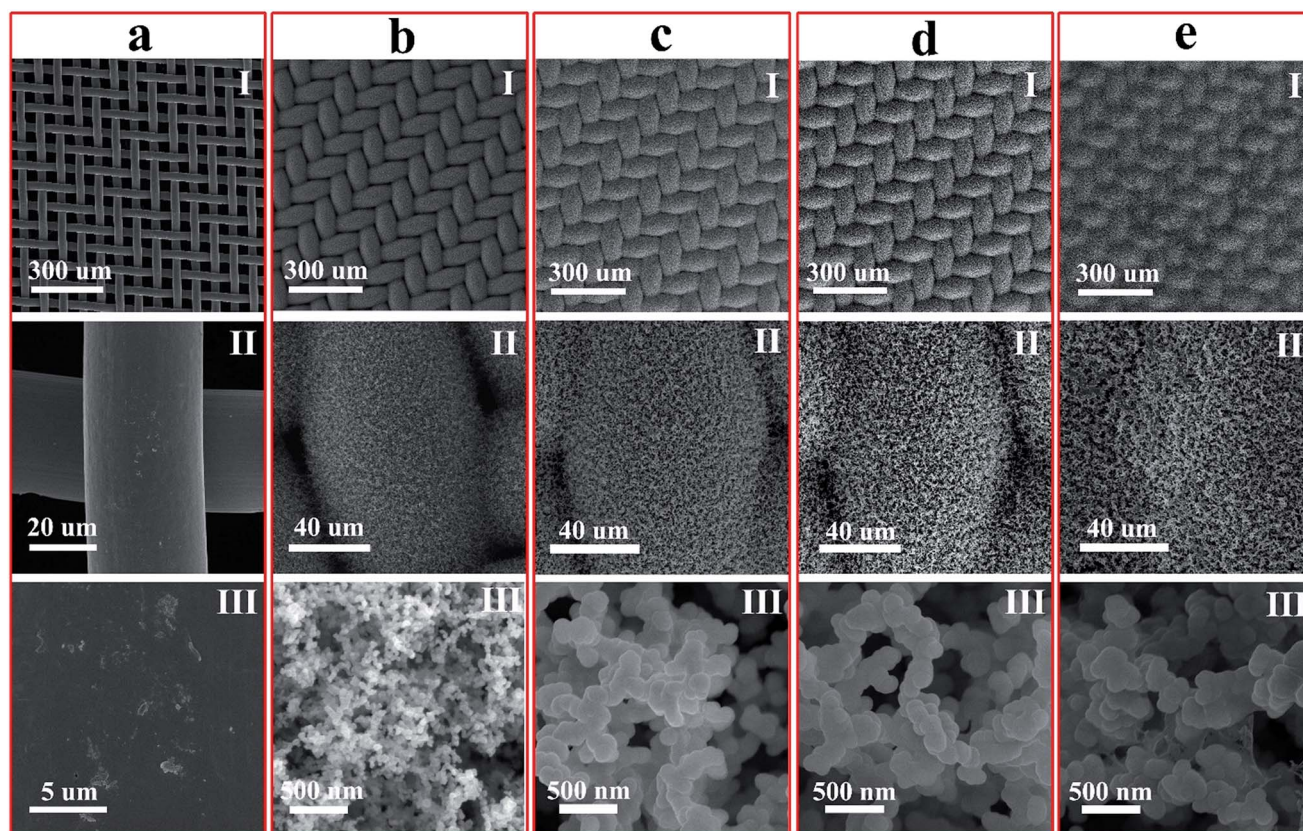 a b c d e
I I I I I
300 um 300 um 300 um 300 um 300 um
II II II II II
20 um 40 um 40 um 40 um 40 um
III III III III III
5 um 500 nm 500 nm 500 nm 500 nm